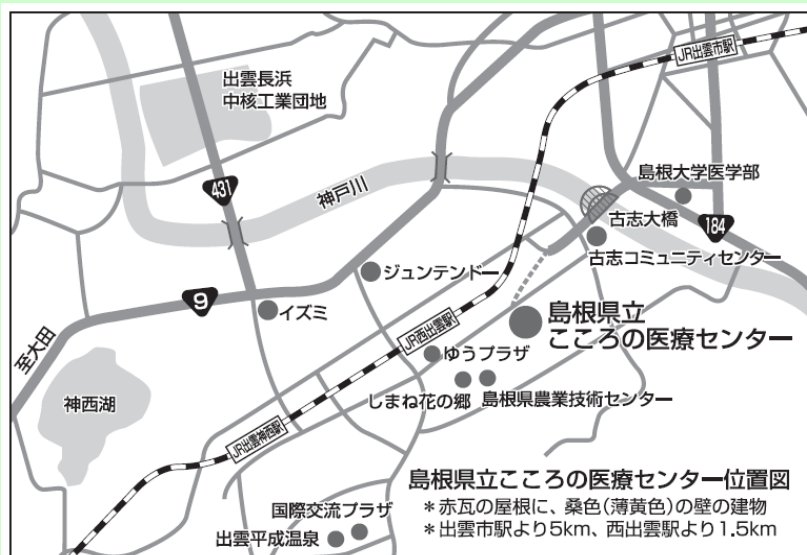 JR出雲市駅
出雲長浜
中核工業団地
431
神戸川
島根大学医学部
古志大橋
184
古志コミュニティセンター
ジュンテンドー
9
イズミ
島根県立
こころの医療センター
JR西出雲駅
至大田
ゆうプラザ
しまね花の郷
島根県農業技術センター
神西湖
JR出雲神西駅
島根県立こころの医療センター位置図
*赤瓦の屋根に、桑色(薄黄色)の壁の建物
*出雲市駅より5km、西出雲駅より1.5km
国際交流プラザ
出雲平成温泉